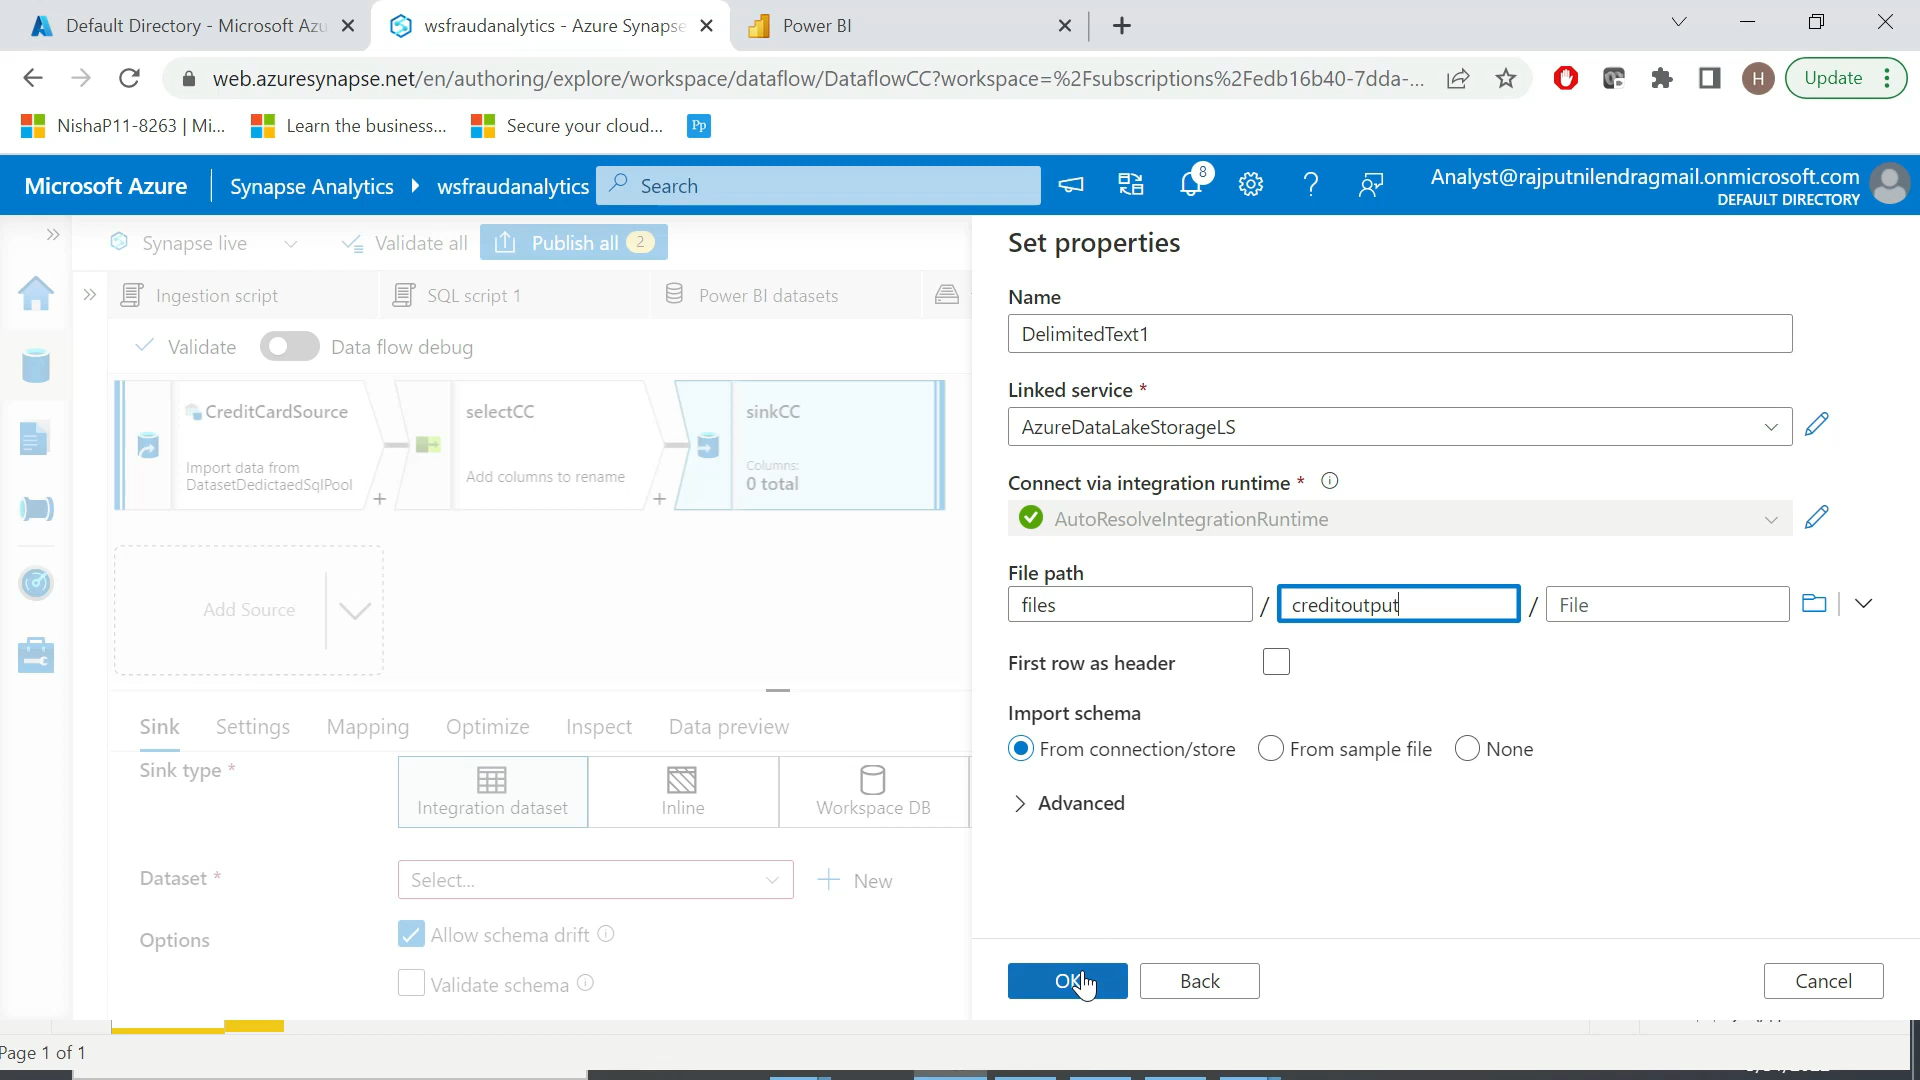 Default Directory - Microsoft Azu
wsfraudanalytics - Azure Synapse
Power BI
web.azuresynapse.net/en/authoring/explore/workspace/dataflow/DataflowCC?workspace=%2Fsubscriptions%2Fedb16b40-7dda-...
H
Update
NishaP11-8263 | Mi...
Learn the business...
Secure your cloud...
Pp
Microsoft Azure
Synapse Analytics
wsfraudanalytics
Search
8
Analyst@rajputnilendragmail.onmicrosoft.com
DEFAULT DIRECTORY
Synapse live
Validate all
Publish all 2
Ingestion script
SQL script 1
Power BI datasets
Validate
Data flow debug
CreditCardSource
Import data from
DatasetDedictaedSqlPool
+
selectCC
Add columns to rename
+
sinkCC
Columns:
0 total
Add Source
Sink
Settings
Mapping
Optimize
Inspect
Data preview
Sink type *
Integration dataset
Inline
Workspace DB
Dataset *
Select...
New
Options
Allow schema drift
Validate schema
Set properties
Name
DelimitedText1
Linked service *
AzureDataLakeStorageLS
Connect via integration runtime *
AutoResolveIntegrationRuntime
File path
files / creditoutput / File
First row as header
Import schema
From connection/store
From sample file
None
Advanced
OK
Back
Cancel
Page 1 of 1